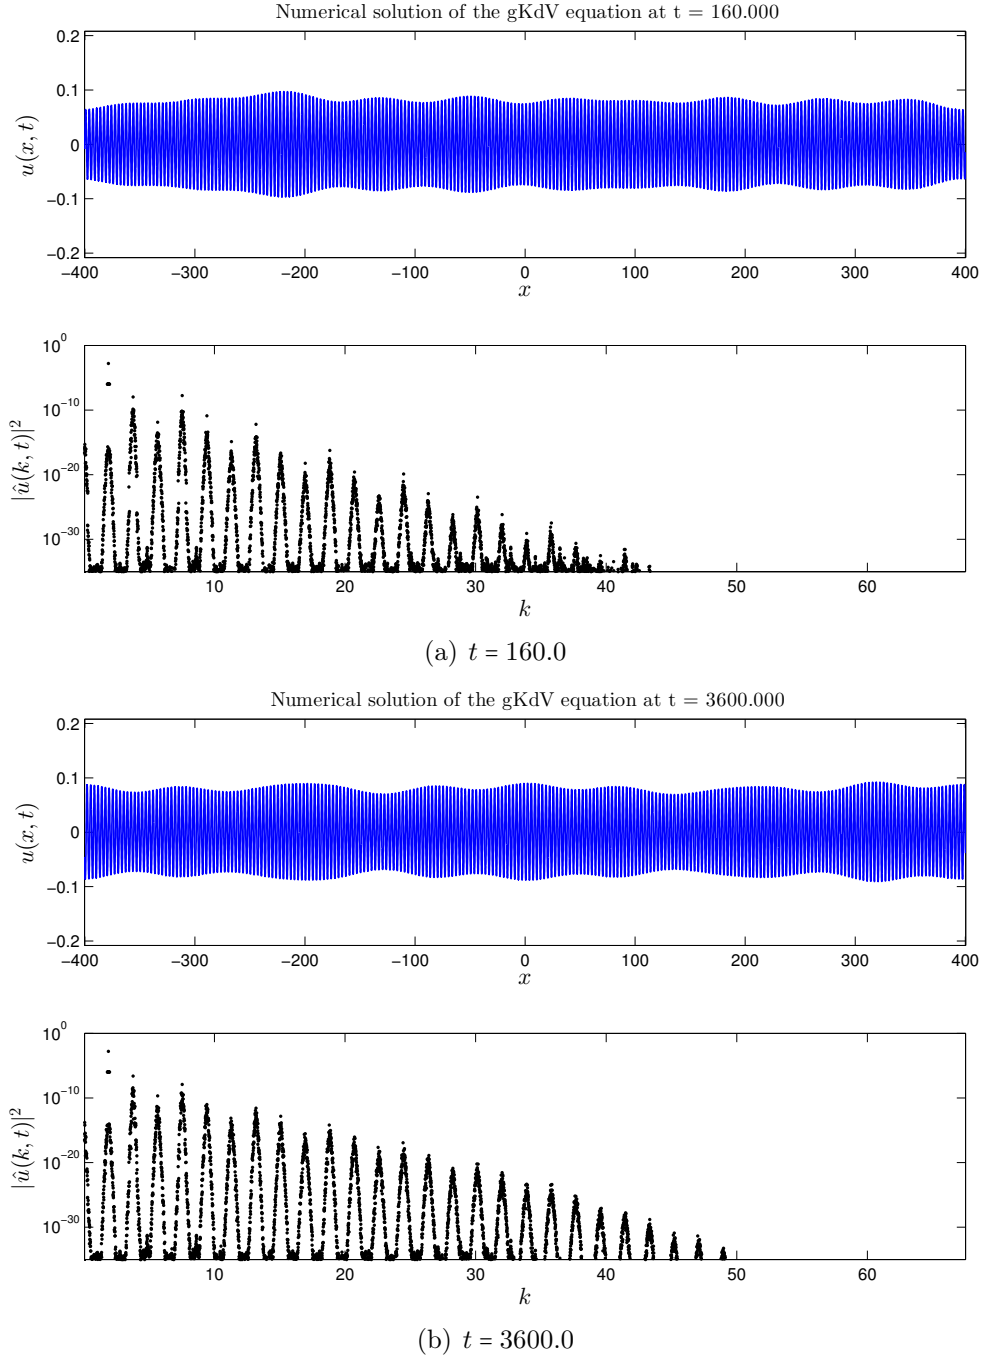 Numerical solution of the gKdV equation at t = 160.000
0.2
0.1
0
−0.1
−0.2
u(x, t)
−400 −300 −200 −100 0 100 200 300 400
x
10^0
10^−10
10^−20
10^−30
|û(k, t)|^2
10 20 30 40 50 60
k
(a) t = 160.0
Numerical solution of the gKdV equation at t = 3600.000
0.2
0.1
0
−0.1
−0.2
u(x, t)
−400 −300 −200 −100 0 100 200 300 400
x
10^0
10^−10
10^−20
10^−30
|û(k, t)|^2
10 20 30 40 50 60
k
(b) t = 3600.0